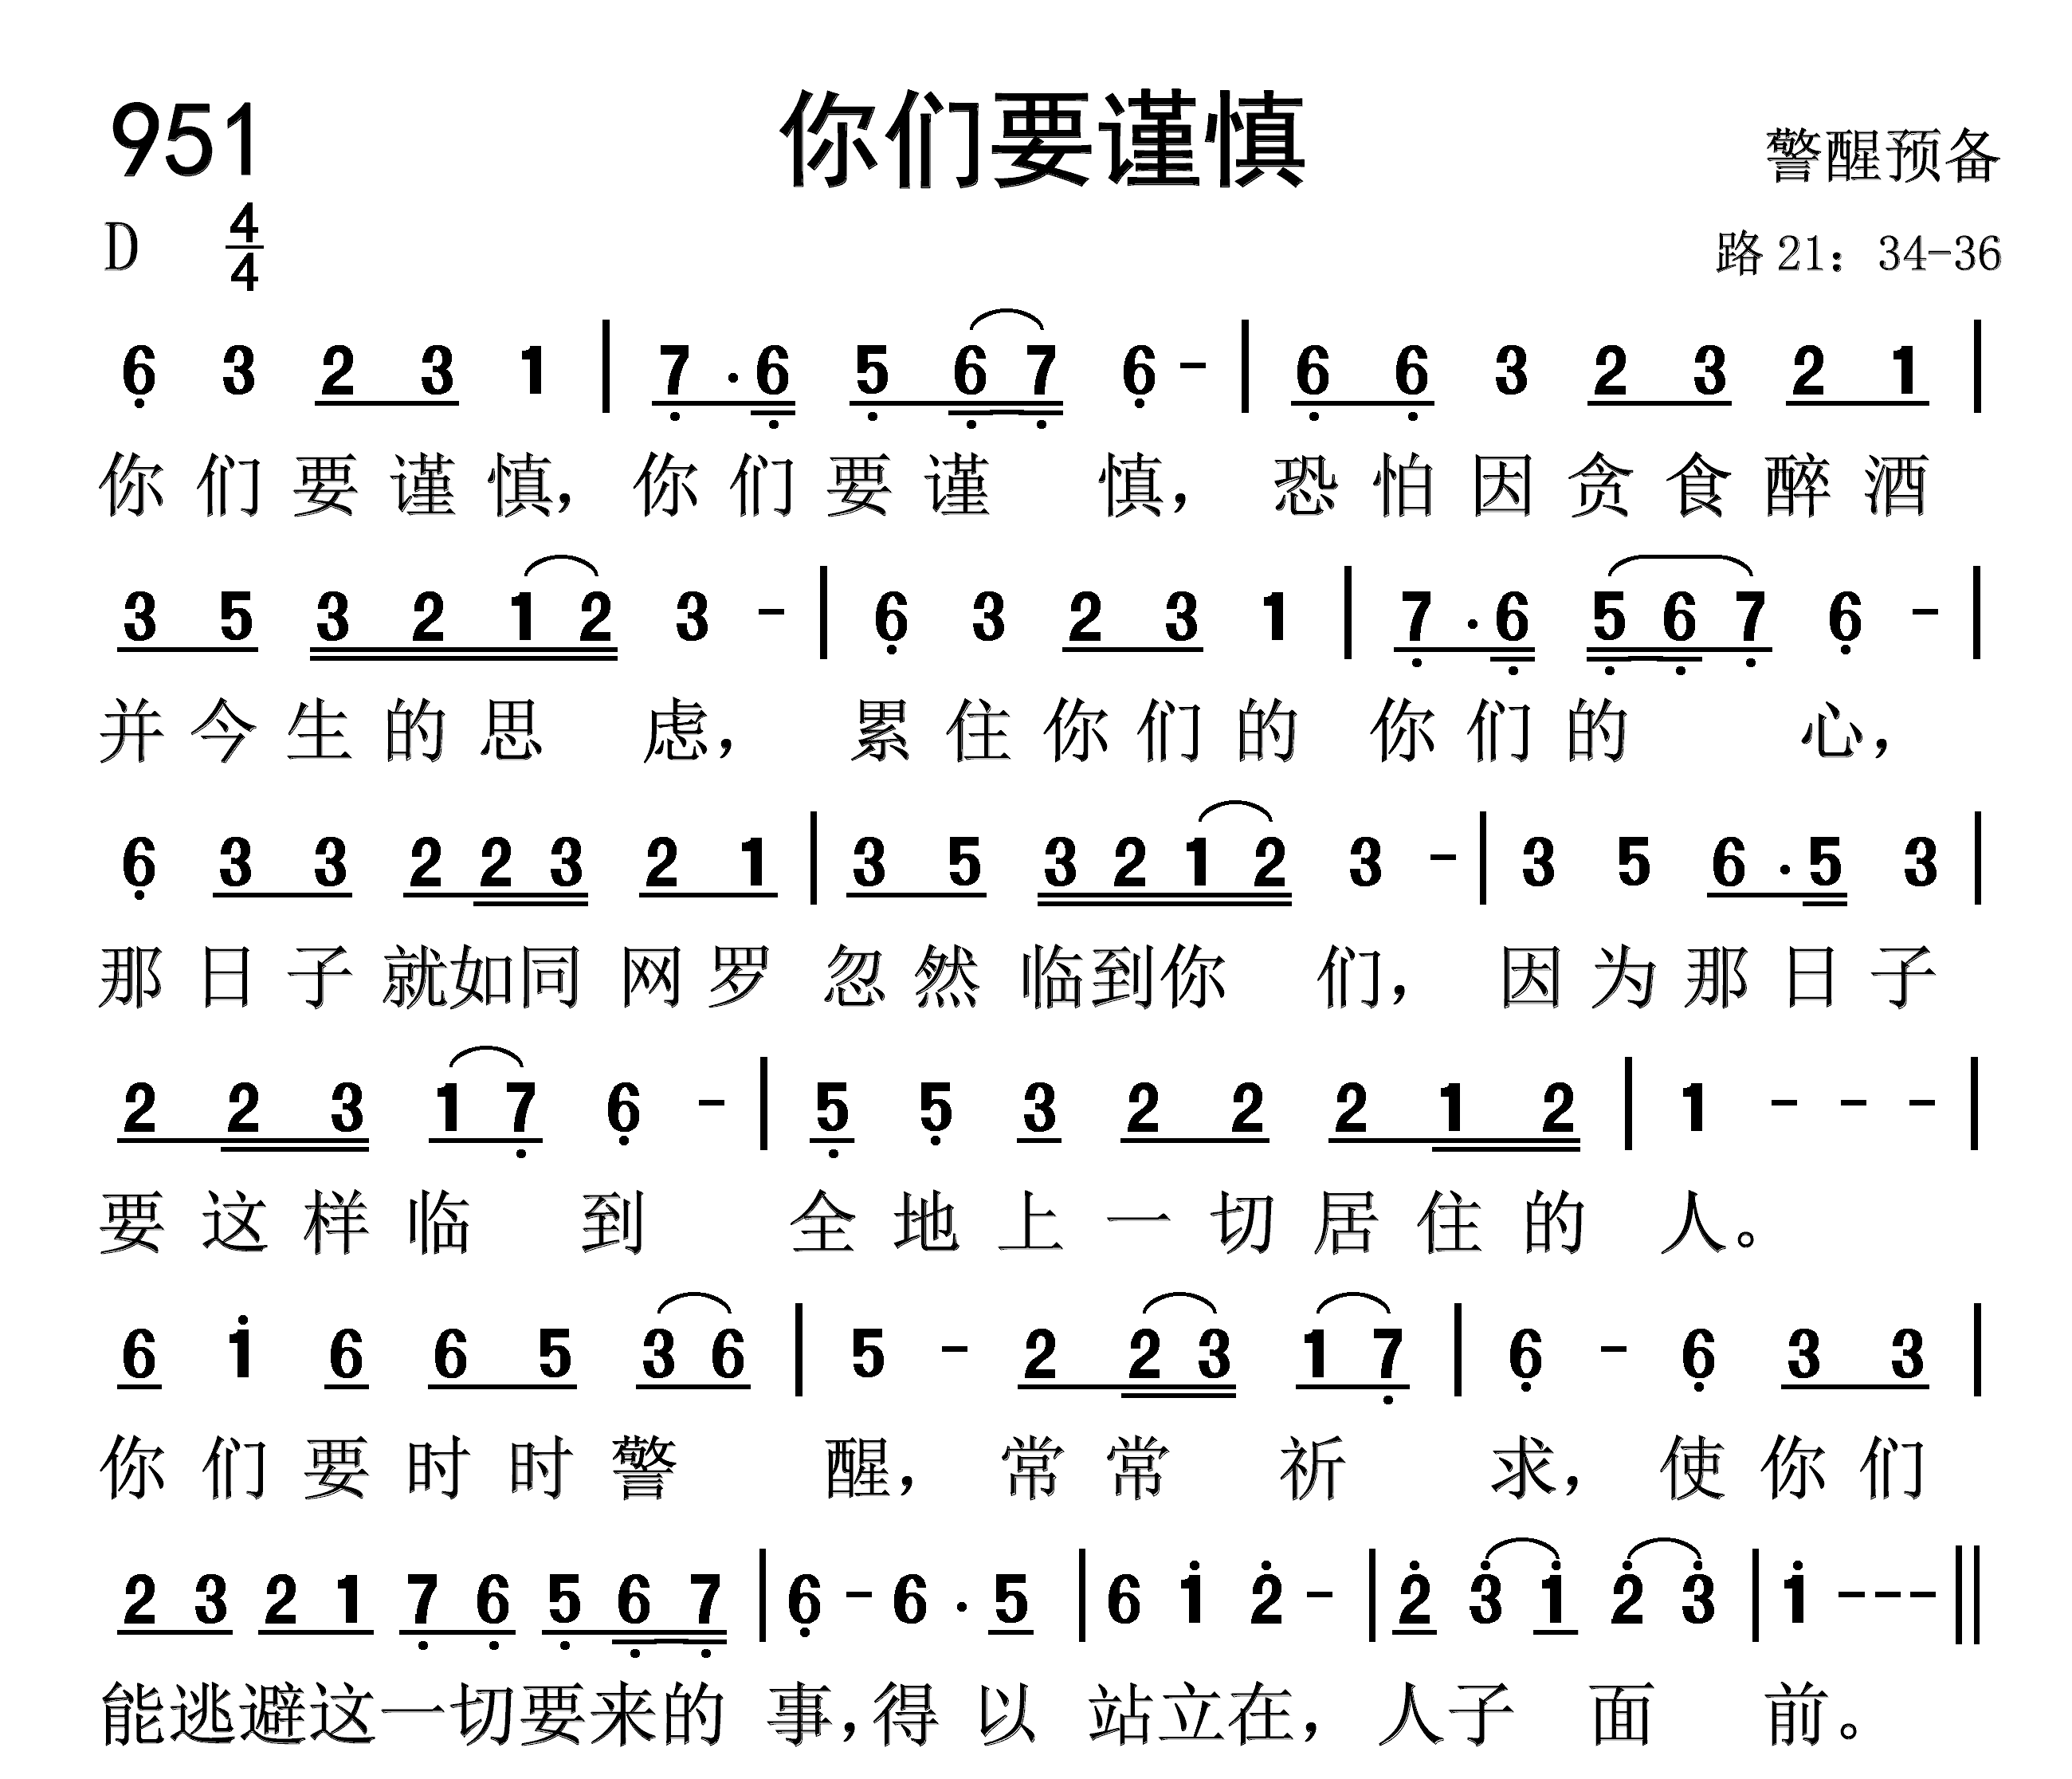 951 你们要谨慎 警醒预备
D 4/4 路 21：34-36
6 3 2 3 1 | 7 . 6 5 6 7 6 - | 6 6 3 2 3 2 1 |
你们要谨慎，你们要谨 慎，恐怕因贪食醉酒
3 5 3 2 1 2 3 - | 6 3 2 3 1 | 7 . 6 5 6 7 6 - |
并今生的思 虑， 累住你们的 你们的 心，
6 3 3 2 2 3 2 1 | 3 5 3 2 1 2 3 - | 3 5 6 . 5 3 |
那日子就如同网罗 忽然临到你 们， 因为那日子
2 2 3 1 7 6 - | 5 5 3 2 2 2 1 2 | 1 - - - |
要这样临 到 全地上一切居住的 人。
6 1 6 6 5 3 6 | 5 - 2 2 3 1 7 | 6 - 6 3 3 |
你们要时时警 醒， 常常 祈 求， 使你们
2 3 2 1 7 6 5 6 7 | 6 - 6 . 5 | 6 1 2 - | 2 3 1 2 3 | 1 - - - ||
能逃避这一切要来的 事，得以 站立在， 人子 面 前。